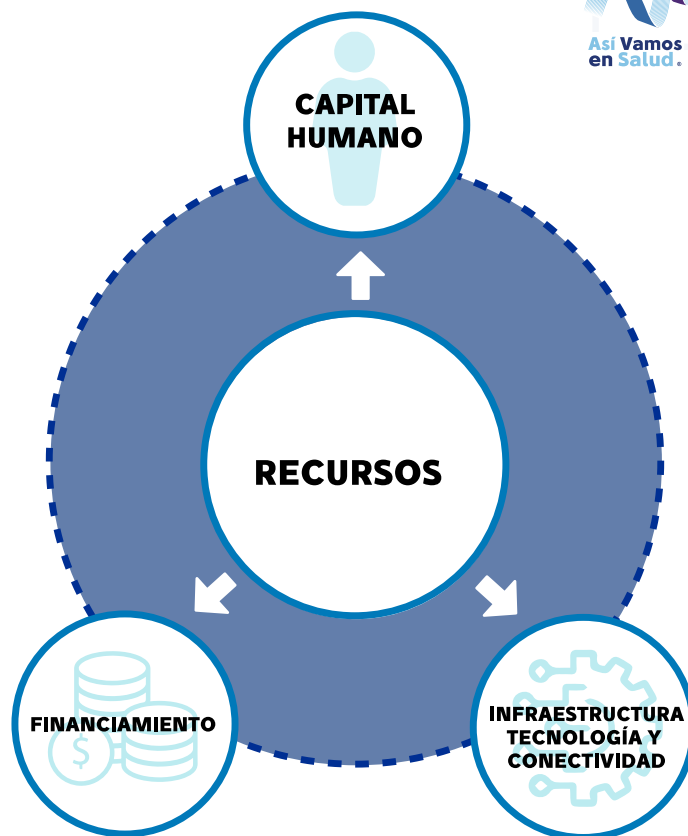 Así Vamos
en Salud.
CAPITAL
HUMANO
RECURSOS
FINANCIAMIENTO
$
INFRAESTRUCTURA
TECNOLOGÍA Y
CONECTIVIDAD